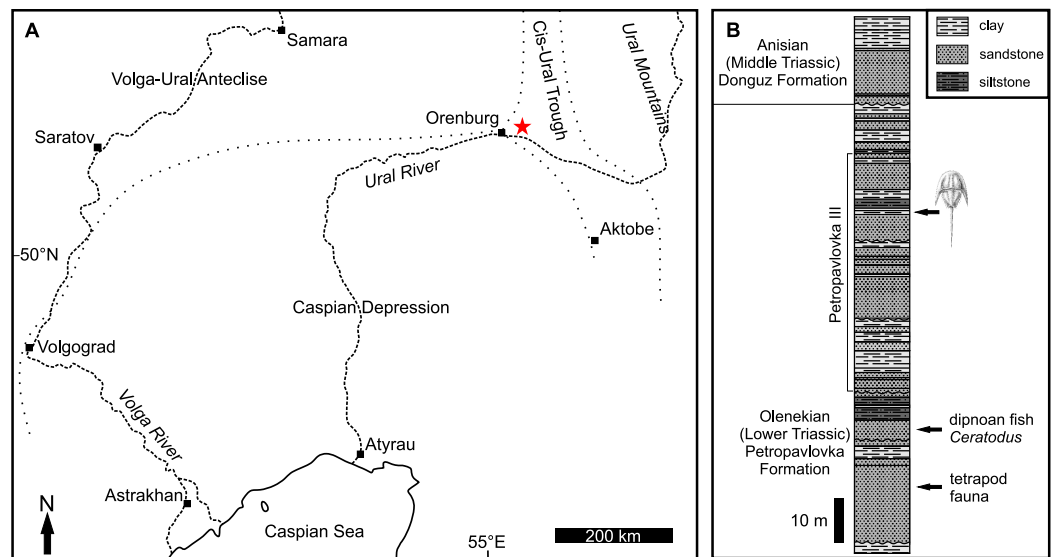 A
Samara
Volga-Ural Anteclise
Cis-Ural Trough
Ural Mountains
Orenburg
Saratov
Ural River
Aktobe
50°N
Caspian Depression
Volgograd
Volga River
Atyrau
Astrakhan
N
Caspian Sea
200 km
55°E
B
Anisian
(Middle Triassic)
Donguz Formation
clay
sandstone
siltstone
Petropavlovka III
Olenekian
(Lower Triassic)
Petropavlovka
Formation
dipnoan fish
Ceratodus
tetrapod
fauna
10 m